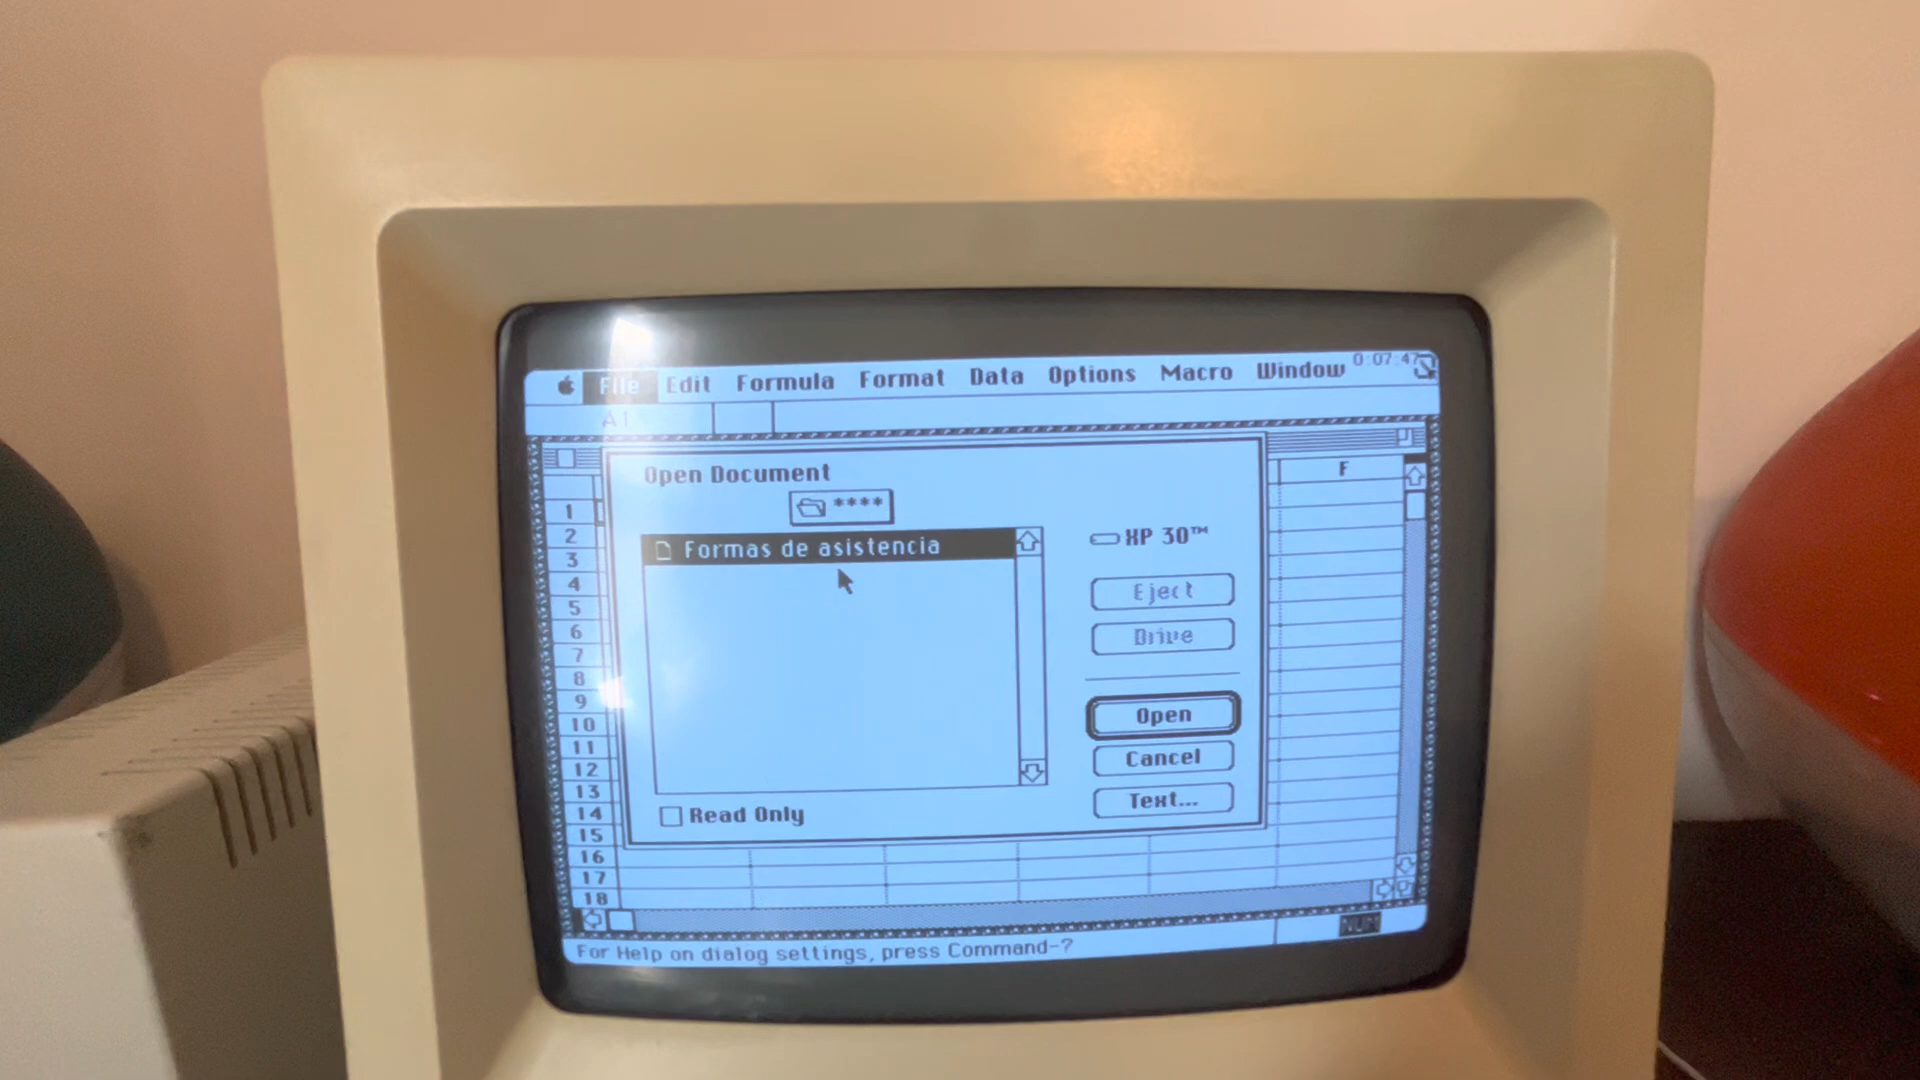 File Edit Formula Format Data Options Macro Window 0:07:47
A1
Open Document
****
F
Formas de asistencia
XP 30™
Eject
Drive
Open
Cancel
Text...
Read Only
1
2
3
4
5
6
7
8
9
10
11
12
13
14
15
16
17
18
NUM
For Help on dialog settings, press Command-?